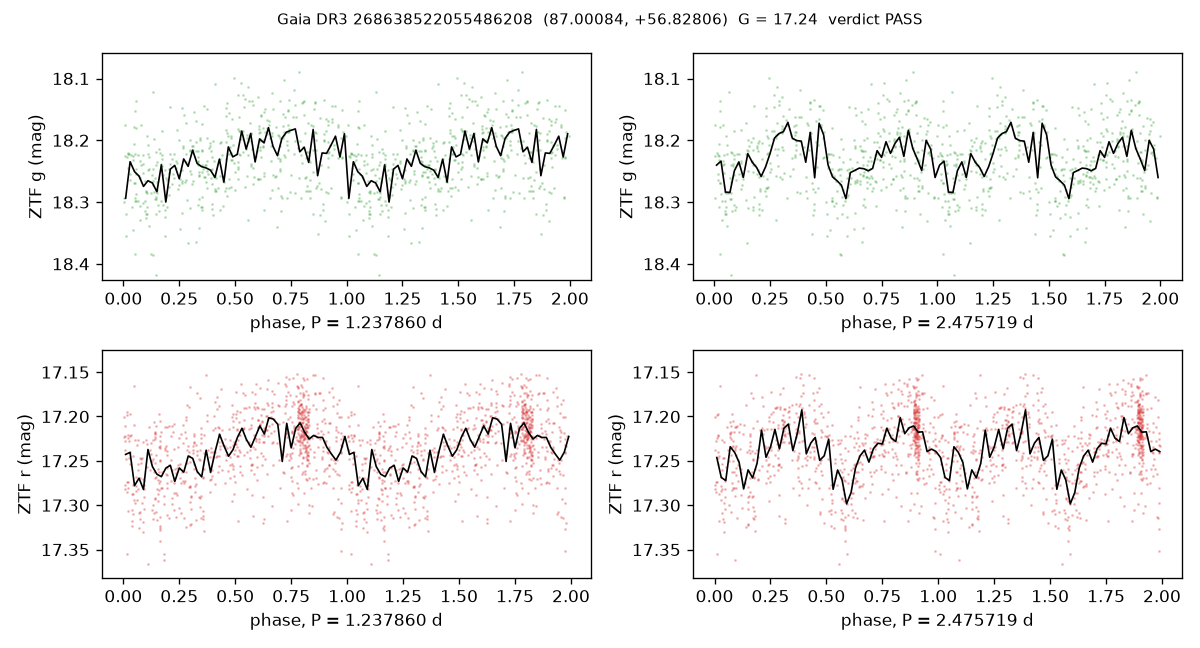 Gaia DR3 268638522055486208  (87.00084, +56.82806)  G = 17.24  verdict PASS
ZTF g (mag)
18.1
18.2
18.3
18.4
0.00 0.25 0.50 0.75 1.00 1.25 1.50 1.75 2.00
phase, P = 1.237860 d
ZTF g (mag)
18.1
18.2
18.3
18.4
0.00 0.25 0.50 0.75 1.00 1.25 1.50 1.75 2.00
phase, P = 2.475719 d
ZTF r (mag)
17.15
17.20
17.25
17.30
17.35
0.00 0.25 0.50 0.75 1.00 1.25 1.50 1.75 2.00
phase, P = 1.237860 d
ZTF r (mag)
17.15
17.20
17.25
17.30
17.35
0.00 0.25 0.50 0.75 1.00 1.25 1.50 1.75 2.00
phase, P = 2.475719 d